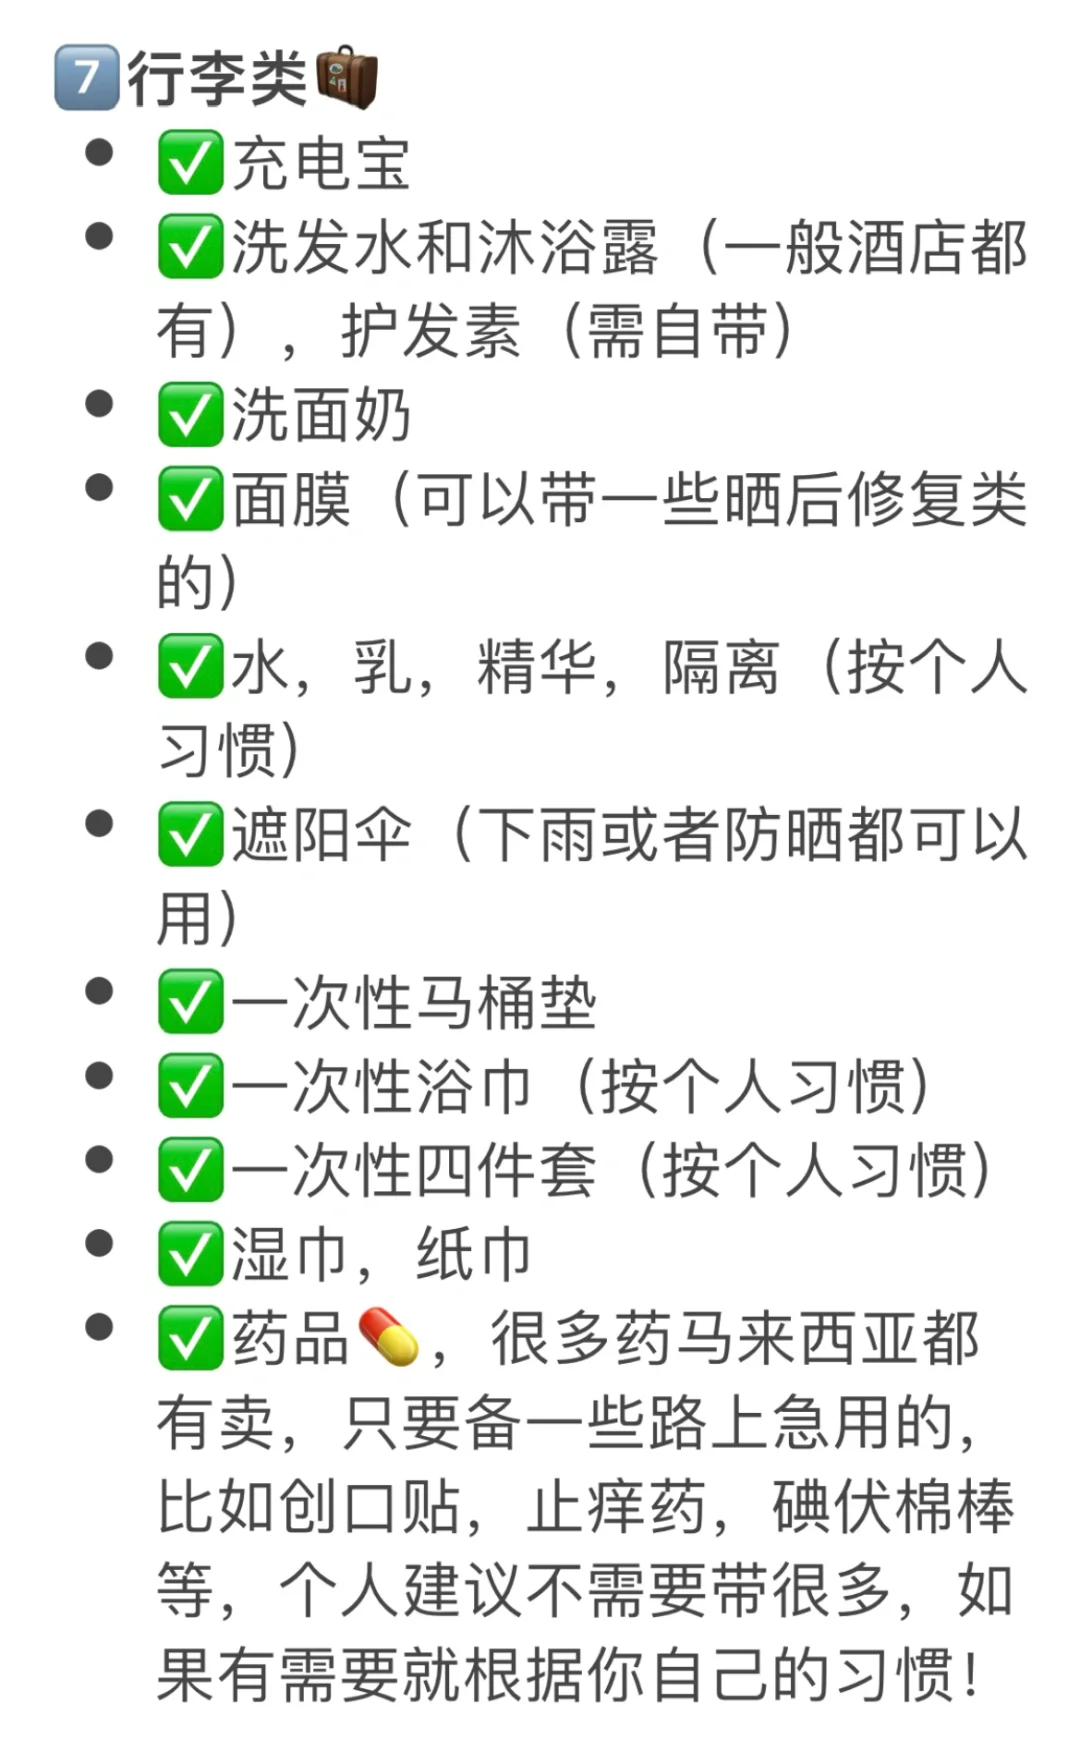 7️⃣行李类🧳
• ✅充电宝
• ✅洗发水和沐浴露（一般酒店都
有），护发素（需自带）
• ✅洗面奶
• ✅面膜（可以带一些晒后修复类
的）
• ✅水，乳，精华，隔离（按个人
习惯）
• ✅遮阳伞（下雨或者防晒都可以
用）
• ✅一次性马桶垫
• ✅一次性浴巾（按个人习惯）
• ✅一次性四件套（按个人习惯）
• ✅湿巾，纸巾
• ✅药品💊，很多药马来西亚都
有卖，只要备一些路上急用的，
比如创口贴，止痒药，碘伏棉棒
等，个人建议不需要带很多，如
果有需要就根据你自己的习惯！